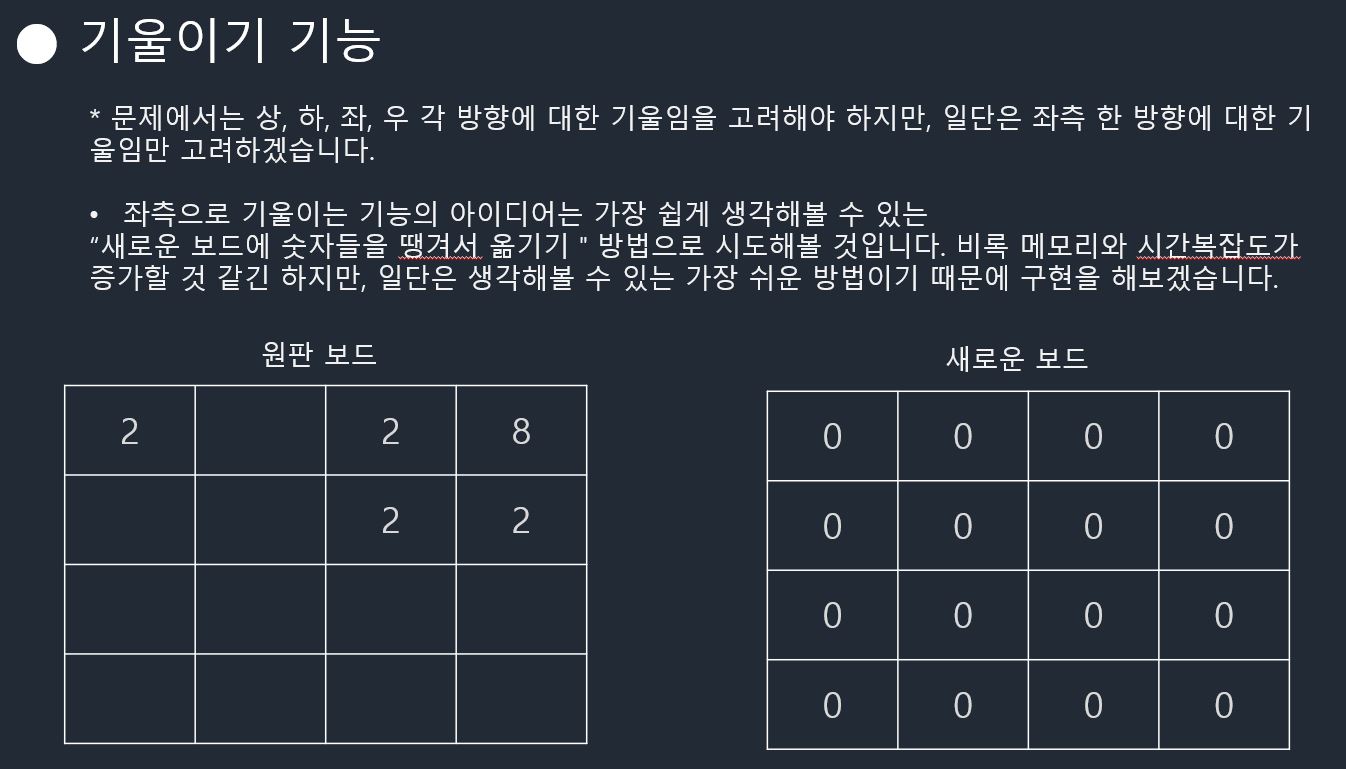 ● 기울이기 기능
* 문제에서는 상, 하, 좌, 우 각 방향에 대한 기울임을 고려해야 하지만, 일단은 좌측 한 방향에 대한 기
울임만 고려하겠습니다.
• 좌측으로 기울이는 기능의 아이디어는 가장 쉽게 생각해볼 수 있는
“새로운 보드에 숫자들을 땡겨서 옮기기 " 방법으로 시도해볼 것입니다. 비록 메모리와 시간복잡도가
증가할 것 같긴 하지만, 일단은 생각해볼 수 있는 가장 쉬운 방법이기 때문에 구현을 해보겠습니다.
원판 보드
2 2 8
2 2
새로운 보드
0 0 0 0
0 0 0 0
0 0 0 0
0 0 0 0